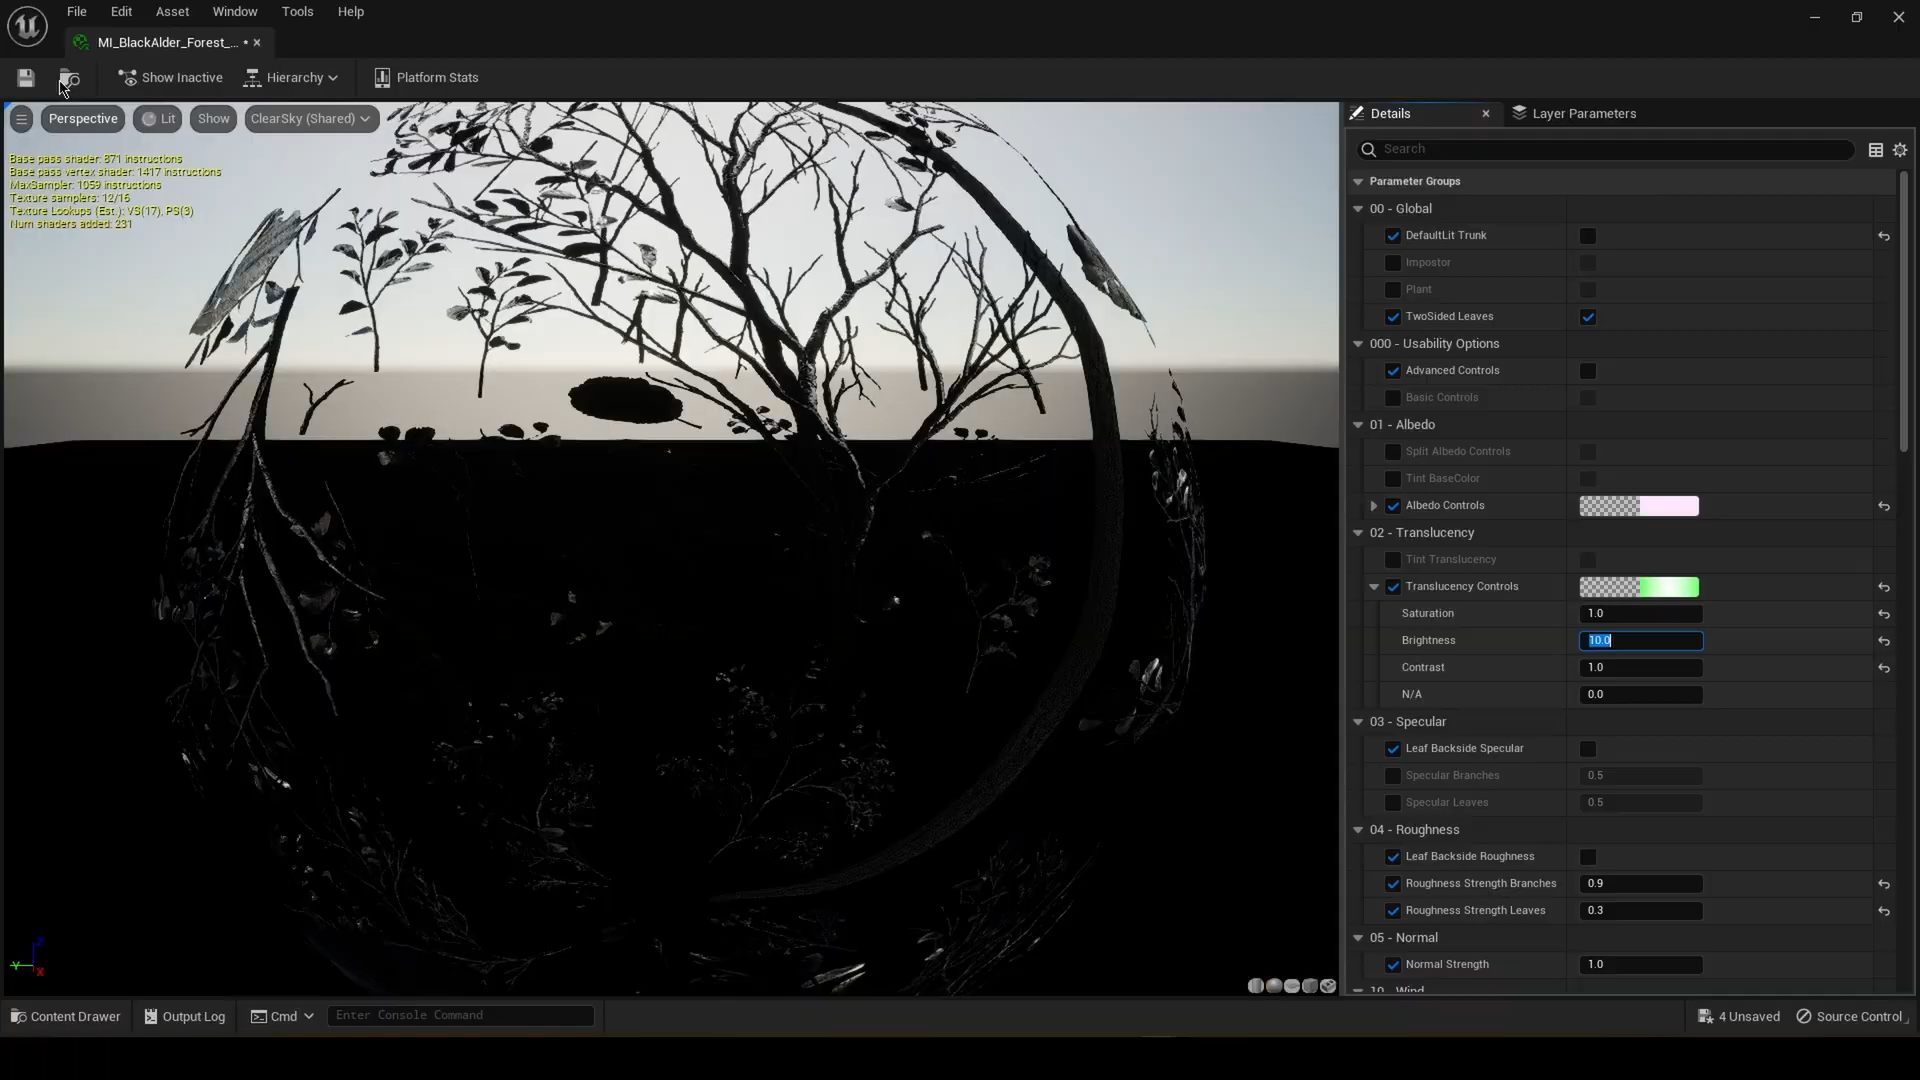 File Edit Asset Window Tools Help
MI_BlackAlder_Forest_... •
Show Inactive Hierarchy Platform Stats
Perspective Lit Show ClearSky (Shared)
Base pass shader: 871 instructions
Base pass vertex shader: 1417 instructions
MaxSampler: 1059 instructions
Texture samplers: 12/16
Texture Lookups (Est.): VS(17), PS(3)
Num shaders added: 231
Details Layer Parameters
Search
Parameter Groups
00 - Global
DefaultLit Trunk
Impostor
Plant
TwoSided Leaves
000 - Usability Options
Advanced Controls
Basic Controls
01 - Albedo
Split Albedo Controls
Tint BaseColor
Albedo Controls
02 - Translucency
Tint Translucency
Translucency Controls
Saturation 1.0
Brightness 10.0
Contrast 1.0
N/A 0.0
03 - Specular
Leaf Backside Specular
Specular Branches 0.5
Specular Leaves 0.5
04 - Roughness
Leaf Backside Roughness
Roughness Strength Branches 0.9
Roughness Strength Leaves 0.3
05 - Normal
Normal Strength 1.0
10 - Wind
Y Z X
Content Drawer Output Log Cmd Enter Console Command 4 Unsaved Source Control